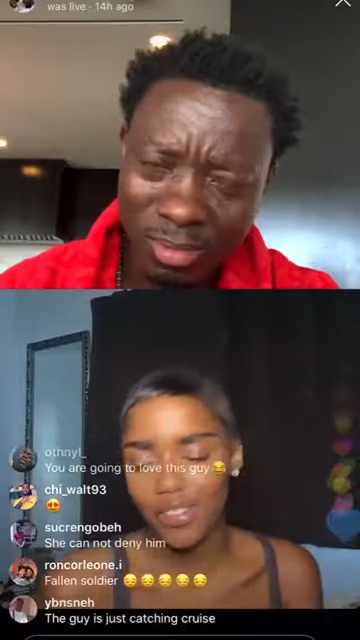 was live · 14h ago
othnyl_
You are going to love this guy😂
chi_walt93
😍
sucrengobeh
She can not deny him
roncorleone.i
Fallen soldier 😔😔😔😔😔
ybnsneh
The guy is just catching cruise